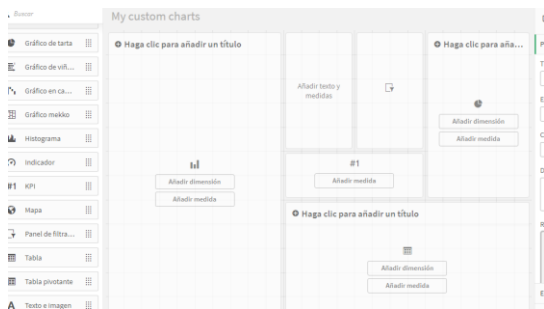 Buscar
My custom charts
Gráfico de tarta
Gráfico de viñ...
Gráfico en ca...
Gráfico mekko
Histograma
Indicador
#1 KPI
Mapa
Panel de filtra...
Tabla
Tabla pivotante
A Texto e imagen
Haga clic para añadir un título
Añadir dimensión
Añadir medida
Añadir texto y
medidas
#1
Añadir medida
Haga clic para aña...
Añadir dimensión
Añadir medida
Haga clic para añadir un título
Añadir dimensión
Añadir medida